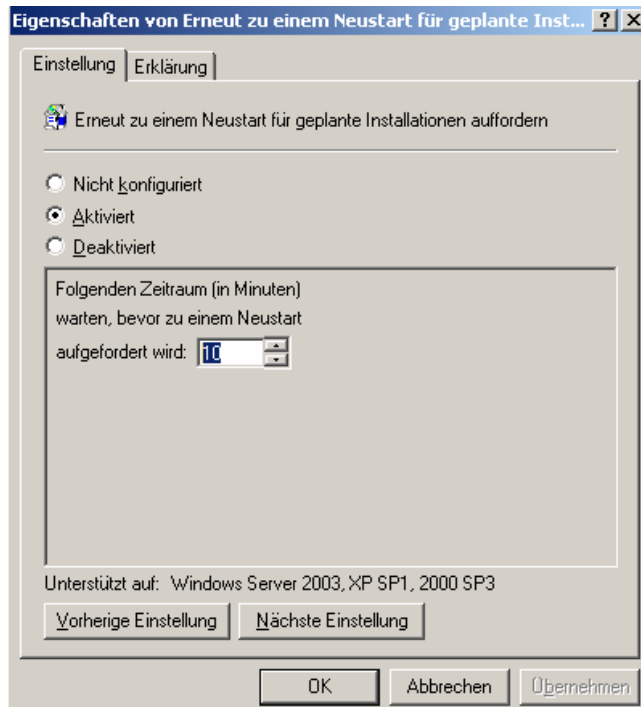 Eigenschaften von Erneut zu einem Neustart für geplante Inst...
Einstellung Erklärung
Erneut zu einem Neustart für geplante Installationen auffordern
Nicht konfiguriert
Aktiviert
Deaktiviert
Folgenden Zeitraum (in Minuten)
warten, bevor zu einem Neustart
aufgefordert wird: 10
Unterstützt auf: Windows Server 2003, XP SP1, 2000 SP3
Vorherige Einstellung Nächste Einstellung
OK Abbrechen Übernehmen